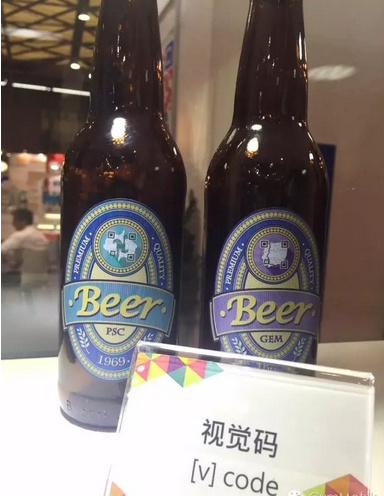 PREMIUM QUALITY
Beer
PSC
1969
PREMIUM QUALITY
Beer
GEM
视觉码
[v] code